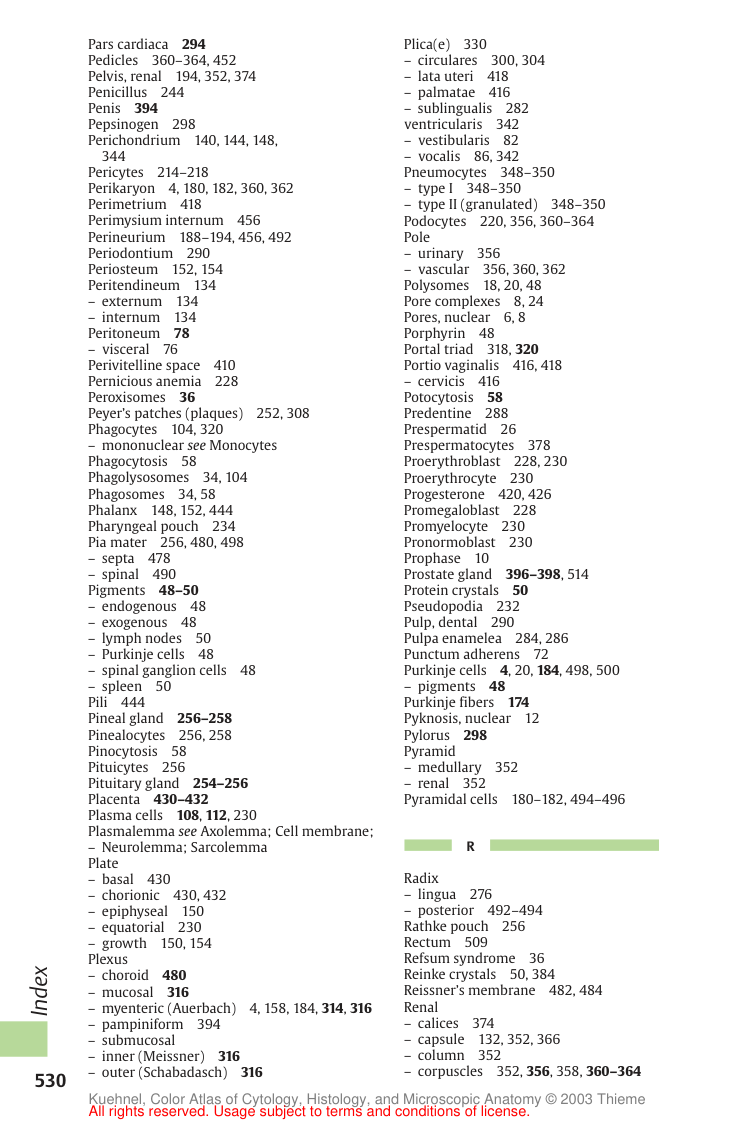 Pars cardiaca 294
Pedicles 360–364, 452
Pelvis, renal 194, 352, 374
Penicillus 244
Penis 394
Pepsinogen 298
Perichondrium 140, 144, 148,
344
Pericytes 214–218
Perikaryon 4, 180, 182, 360, 362
Perimetrium 418
Perimysium internum 456
Perineurium 188–194, 456, 492
Periodontium 290
Periosteum 152, 154
Peritendineum 134
– externum 134
– internum 134
Peritoneum 78
– visceral 76
Perivitelline space 410
Pernicious anemia 228
Peroxisomes 36
Peyer's patches (plaques) 252, 308
Phagocytes 104, 320
– mononuclear see Monocytes
Phagocytosis 58
Phagolysosomes 34, 104
Phagosomes 34, 58
Phalanx 148, 152, 444
Pharyngeal pouch 234
Pia mater 256, 480, 498
– septa 478
– spinal 490
Pigments 48–50
– endogenous 48
– exogenous 48
– lymph nodes 50
– Purkinje cells 48
– spinal ganglion cells 48
– spleen 50
Pili 444
Pineal gland 256–258
Pinealocytes 256, 258
Pinocytosis 58
Pituicytes 256
Pituitary gland 254–256
Placenta 430–432
Plasma cells 108, 112, 230
Plasmalemma see Axolemma; Cell membrane;
– Neurolemma; Sarcolemma
Plate
– basal 430
– chorionic 430, 432
– epiphyseal 150
– equatorial 230
– growth 150, 154
Plexus
– choroid 480
– mucosal 316
– myenteric (Auerbach) 4, 158, 184, 314, 316
– pampiniform 394
– submucosal
– inner (Meissner) 316
– outer (Schabadasch) 316
Plica(e) 330
– circulares 300, 304
– lata uteri 418
– palmatae 416
– sublingualis 282
ventricularis 342
– vestibularis 82
– vocalis 86, 342
Pneumocytes 348–350
– type I 348–350
– type II (granulated) 348–350
Podocytes 220, 356, 360–364
Pole
– urinary 356
– vascular 356, 360, 362
Polysomes 18, 20, 48
Pore complexes 8, 24
Pores, nuclear 6, 8
Porphyrin 48
Portal triad 318, 320
Portio vaginalis 416, 418
– cervicis 416
Potocytosis 58
Predentine 288
Prespermatid 26
Prespermatocytes 378
Proerythroblast 228, 230
Proerythrocyte 230
Progesterone 420, 426
Promegaloblast 228
Promyelocyte 230
Pronormoblast 230
Prophase 10
Prostate gland 396–398, 514
Protein crystals 50
Pseudopodia 232
Pulp, dental 290
Pulpa enamelea 284, 286
Punctum adherens 72
Purkinje cells 4, 20, 184, 498, 500
– pigments 48
Purkinje fibers 174
Pyknosis, nuclear 12
Pylorus 298
Pyramid
– medullary 352
– renal 352
Pyramidal cells 180–182, 494–496
R
Radix
– lingua 276
– posterior 492–494
Rathke pouch 256
Rectum 509
Refsum syndrome 36
Reinke crystals 50, 384
Reissner's membrane 482, 484
Renal
– calices 374
– capsule 132, 352, 366
– column 352
– corpuscles 352, 356, 358, 360–364
Index
530
Kuehnel, Color Atlas of Cytology, Histology, and Microscopic Anatomy © 2003 Thieme
All rights reserved. Usage subject to terms and conditions of license.